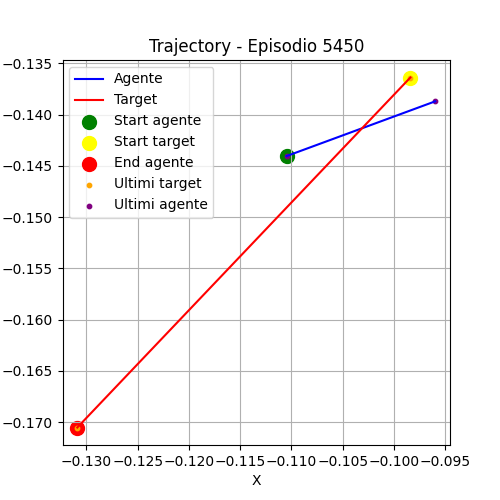 Trajectory - Episodio 5450
Agente
Target
Start agente
Start target
End agente
Ultimi target
Ultimi agente
−0.135
−0.140
−0.145
−0.150
−0.155
−0.160
−0.165
−0.170
−0.130 −0.125 −0.120 −0.115 −0.110 −0.105 −0.100 −0.095
X